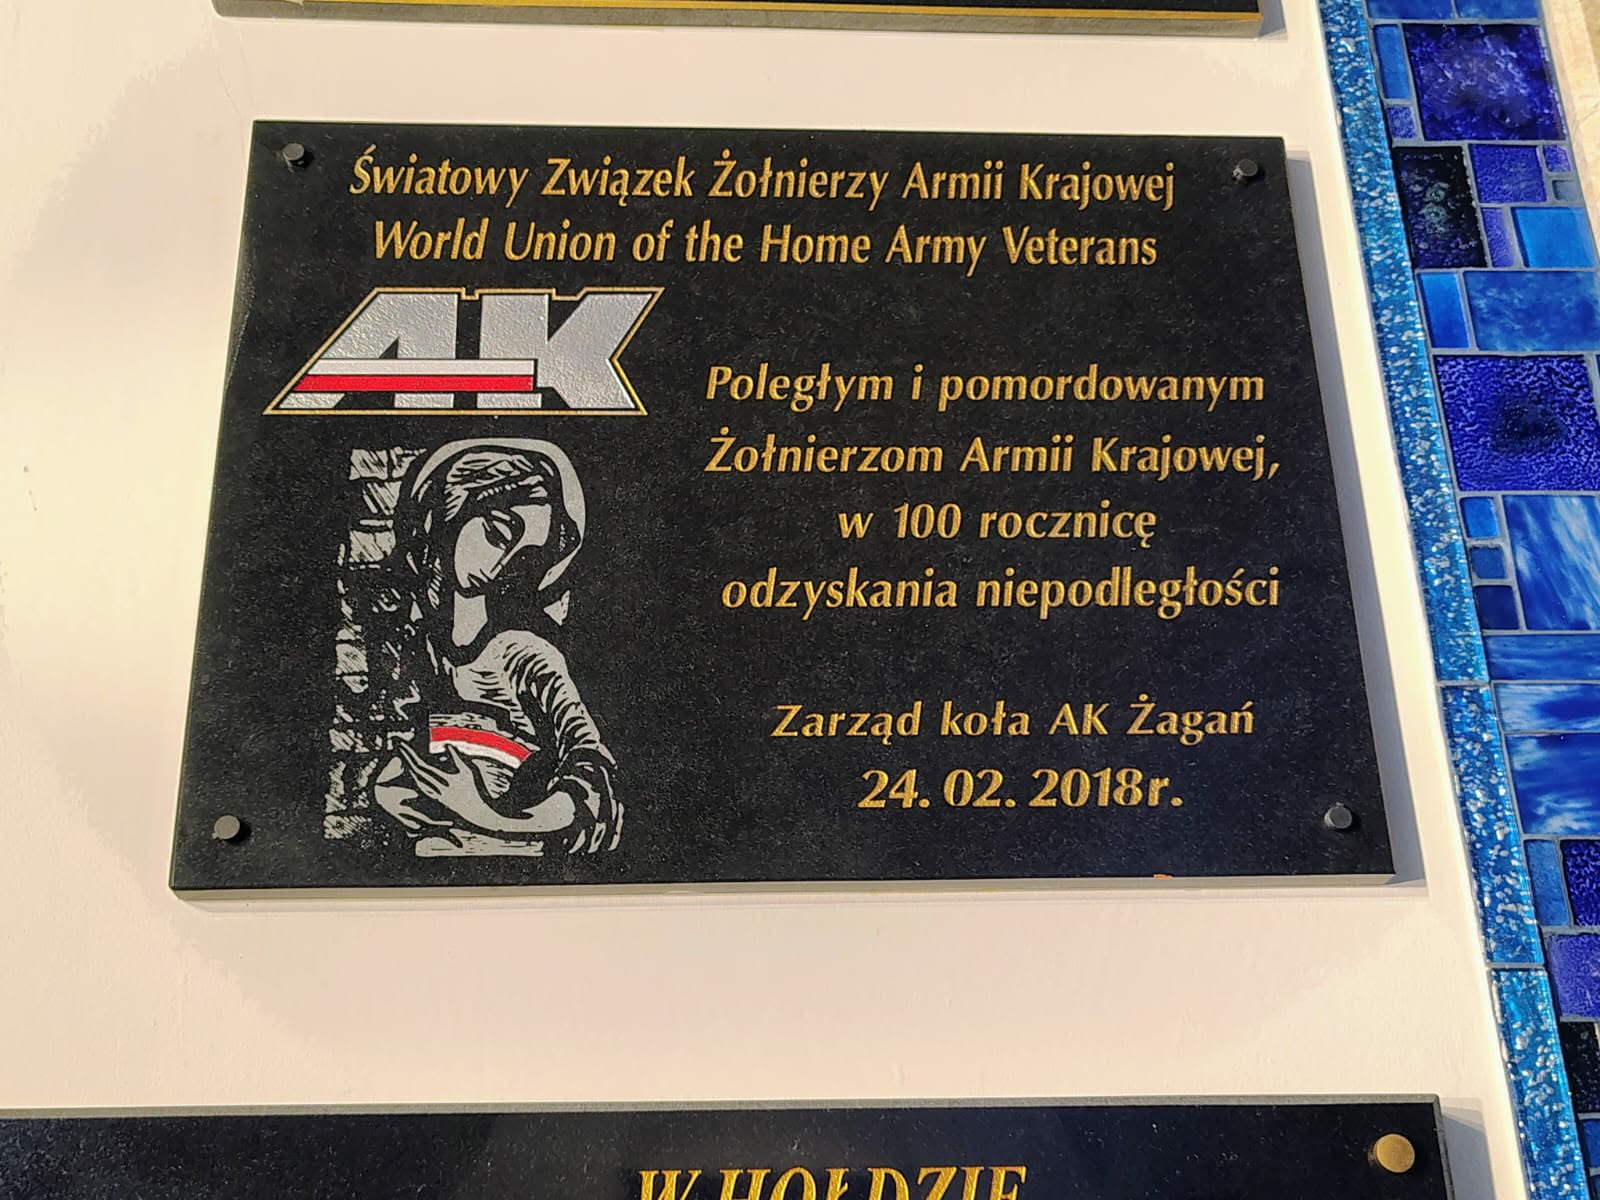 Światowy Związek Żołnierzy Armii Krajowej
World Union of the Home Army Veterans
AK
Poległym i pomordowanym
Żołnierzom Armii Krajowej,
w 100 rocznicę
odzyskania niepodległości
Zarząd koła AK Żagań
24. 02. 2018r.
W HOŁDZIE